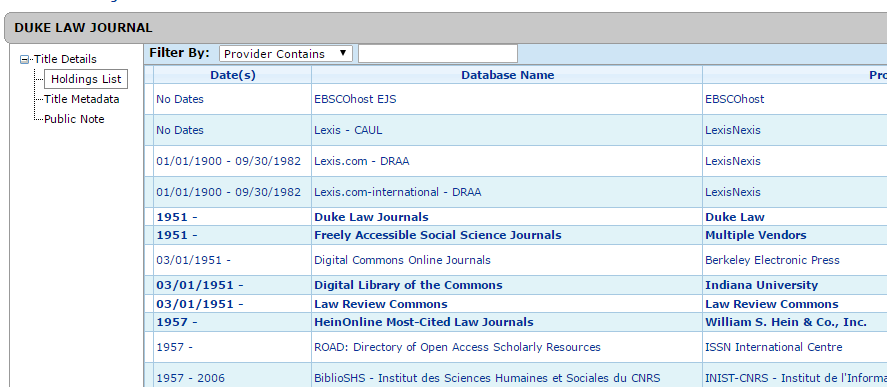 DUKE LAW JOURNAL
Title Details
Holdings List
Title Metadata
Public Note
Filter By: Provider Contains
Date(s) Database Name
No Dates EBSCOhost EJS EBSCOhost
No Dates Lexis - CAUL LexisNexis
01/01/1900 - 09/30/1982 Lexis.com - DRAA LexisNexis
01/01/1900 - 09/30/1982 Lexis.com-international - DRAA LexisNexis
1951 - Duke Law Journals Duke Law
1951 - Freely Accessible Social Science Journals Multiple Vendors
03/01/1951 - Digital Commons Online Journals Berkeley Electronic Press
03/01/1951 - Digital Library of the Commons Indiana University
03/01/1951 - Law Review Commons Law Review Commons
1957 - HeinOnline Most-Cited Law Journals William S. Hein & Co., Inc.
1957 - ROAD: Directory of Open Access Scholarly Resources ISSN International Centre
1957 - 2006 BiblioSHS - Institut des Sciences Humaines et Sociales du CNRS INIST-CNRS - Institut de